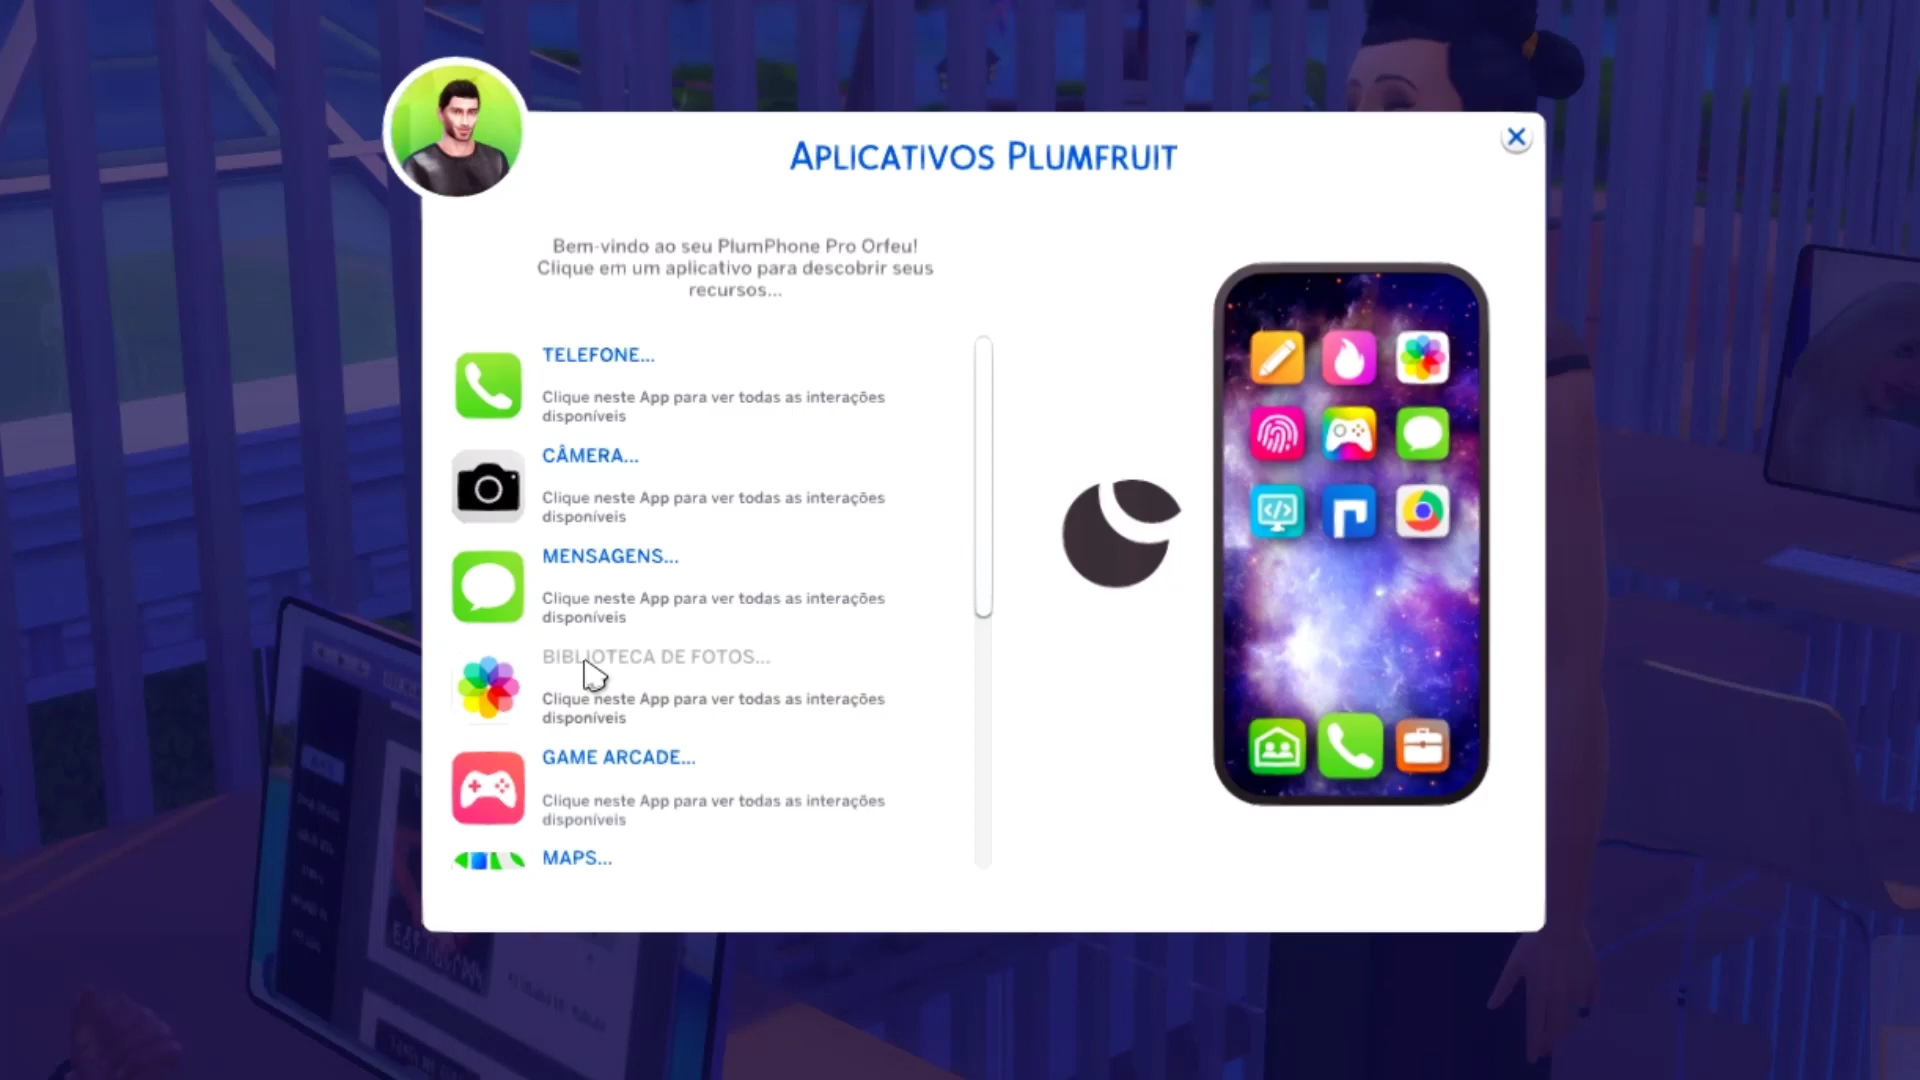 APLICATIVOS PLUMFRUIT
Bem-vindo ao seu PlumPhone Pro Orfeu!
Clique em um aplicativo para descobrir seus
recursos...
TELEFONE...
Clique neste App para ver todas as interações
disponíveis
CÂMERA...
Clique neste App para ver todas as interações
disponíveis
MENSAGENS...
Clique neste App para ver todas as interações
disponíveis
BIBLIOTECA DE FOTOS...
Clique neste App para ver todas as interações
disponíveis
GAME ARCADE...
Clique neste App para ver todas as interações
disponíveis
MAPS...